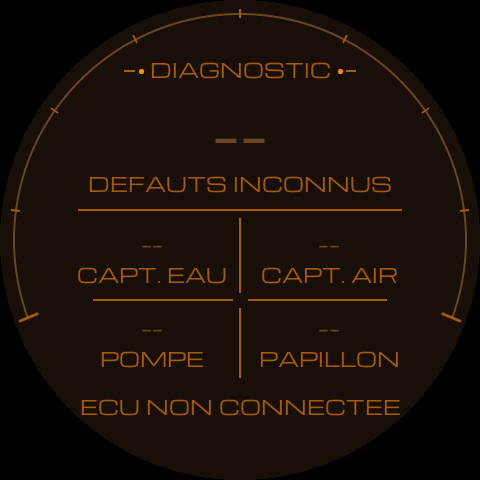 DIAGNOSTIC
--
DEFAUTS INCONNUS
-- --
CAPT. EAU CAPT. AIR
-- --
POMPE PAPILLON
ECU NON CONNECTEE